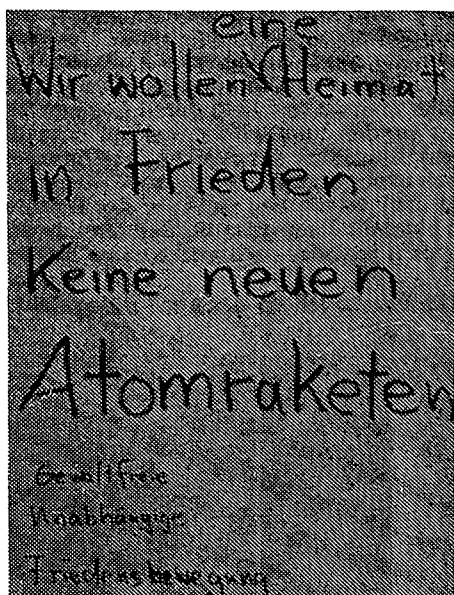 eine
Wir wollen Heimat
in Frieden
Keine neuen
Atomraketen
Gewaltfreie
Unabhängige
Friedensbewegung